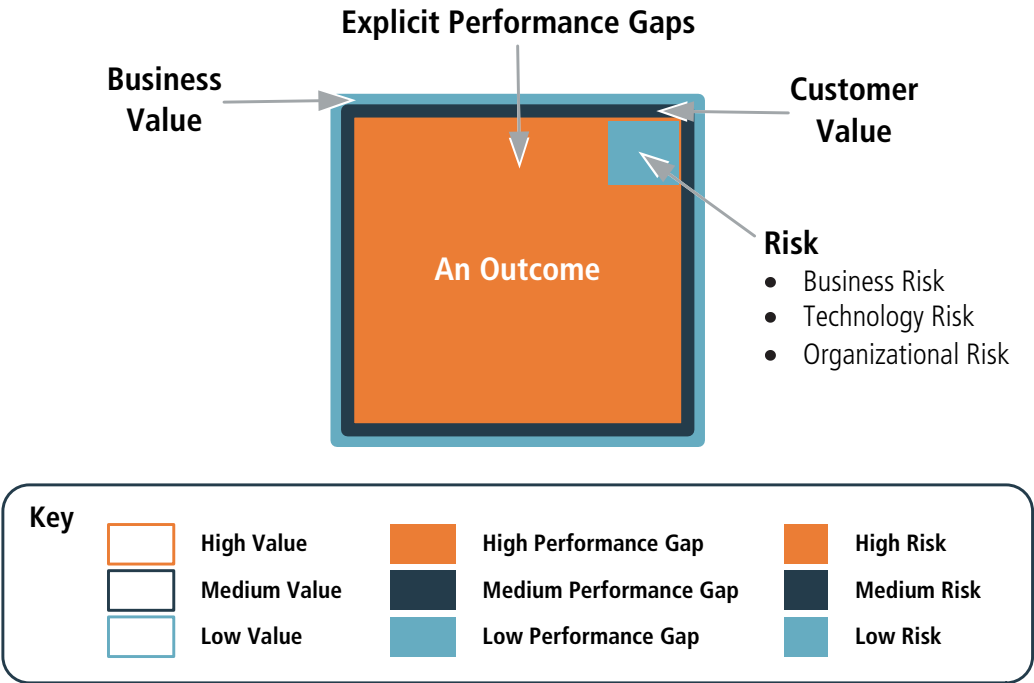 Explicit Performance Gaps
Business
Value
Customer
Value
An Outcome
Risk
• Business Risk
• Technology Risk
• Organizational Risk
Key
High Value
High Performance Gap
High Risk
Medium Value
Medium Performance Gap
Medium Risk
Low Value
Low Performance Gap
Low Risk